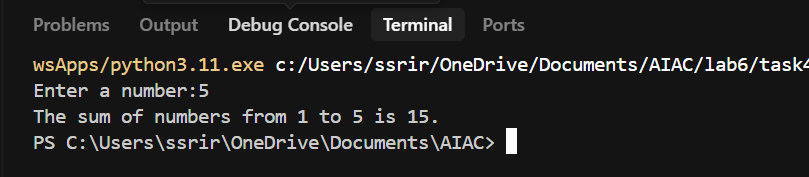 Problems Output Debug Console Terminal Ports
wsApps/python3.11.exe c:/Users/ssrir/OneDrive/Documents/AIAC/lab6/task4
Enter a number:5
The sum of numbers from 1 to 5 is 15.
PS C:\Users\ssrir\OneDrive\Documents\AIAC>